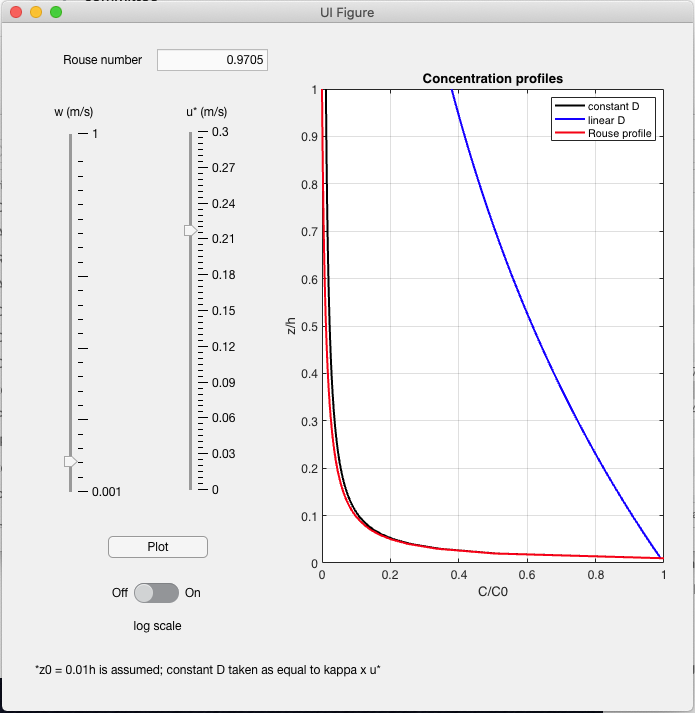 UI Figure
Rouse number 0.9705
w (m/s)
1
0.001
u* (m/s)
0.3
0.27
0.24
0.21
0.18
0.15
0.12
0.09
0.06
0.03
0
Concentration profiles
constant D
linear D
Rouse profile
z/h
1
0.9
0.8
0.7
0.6
0.5
0.4
0.3
0.2
0.1
0
0 0.2 0.4 0.6 0.8 1
C/C0
Plot
Off On
log scale
*z0 = 0.01h is assumed; constant D taken as equal to kappa x u*